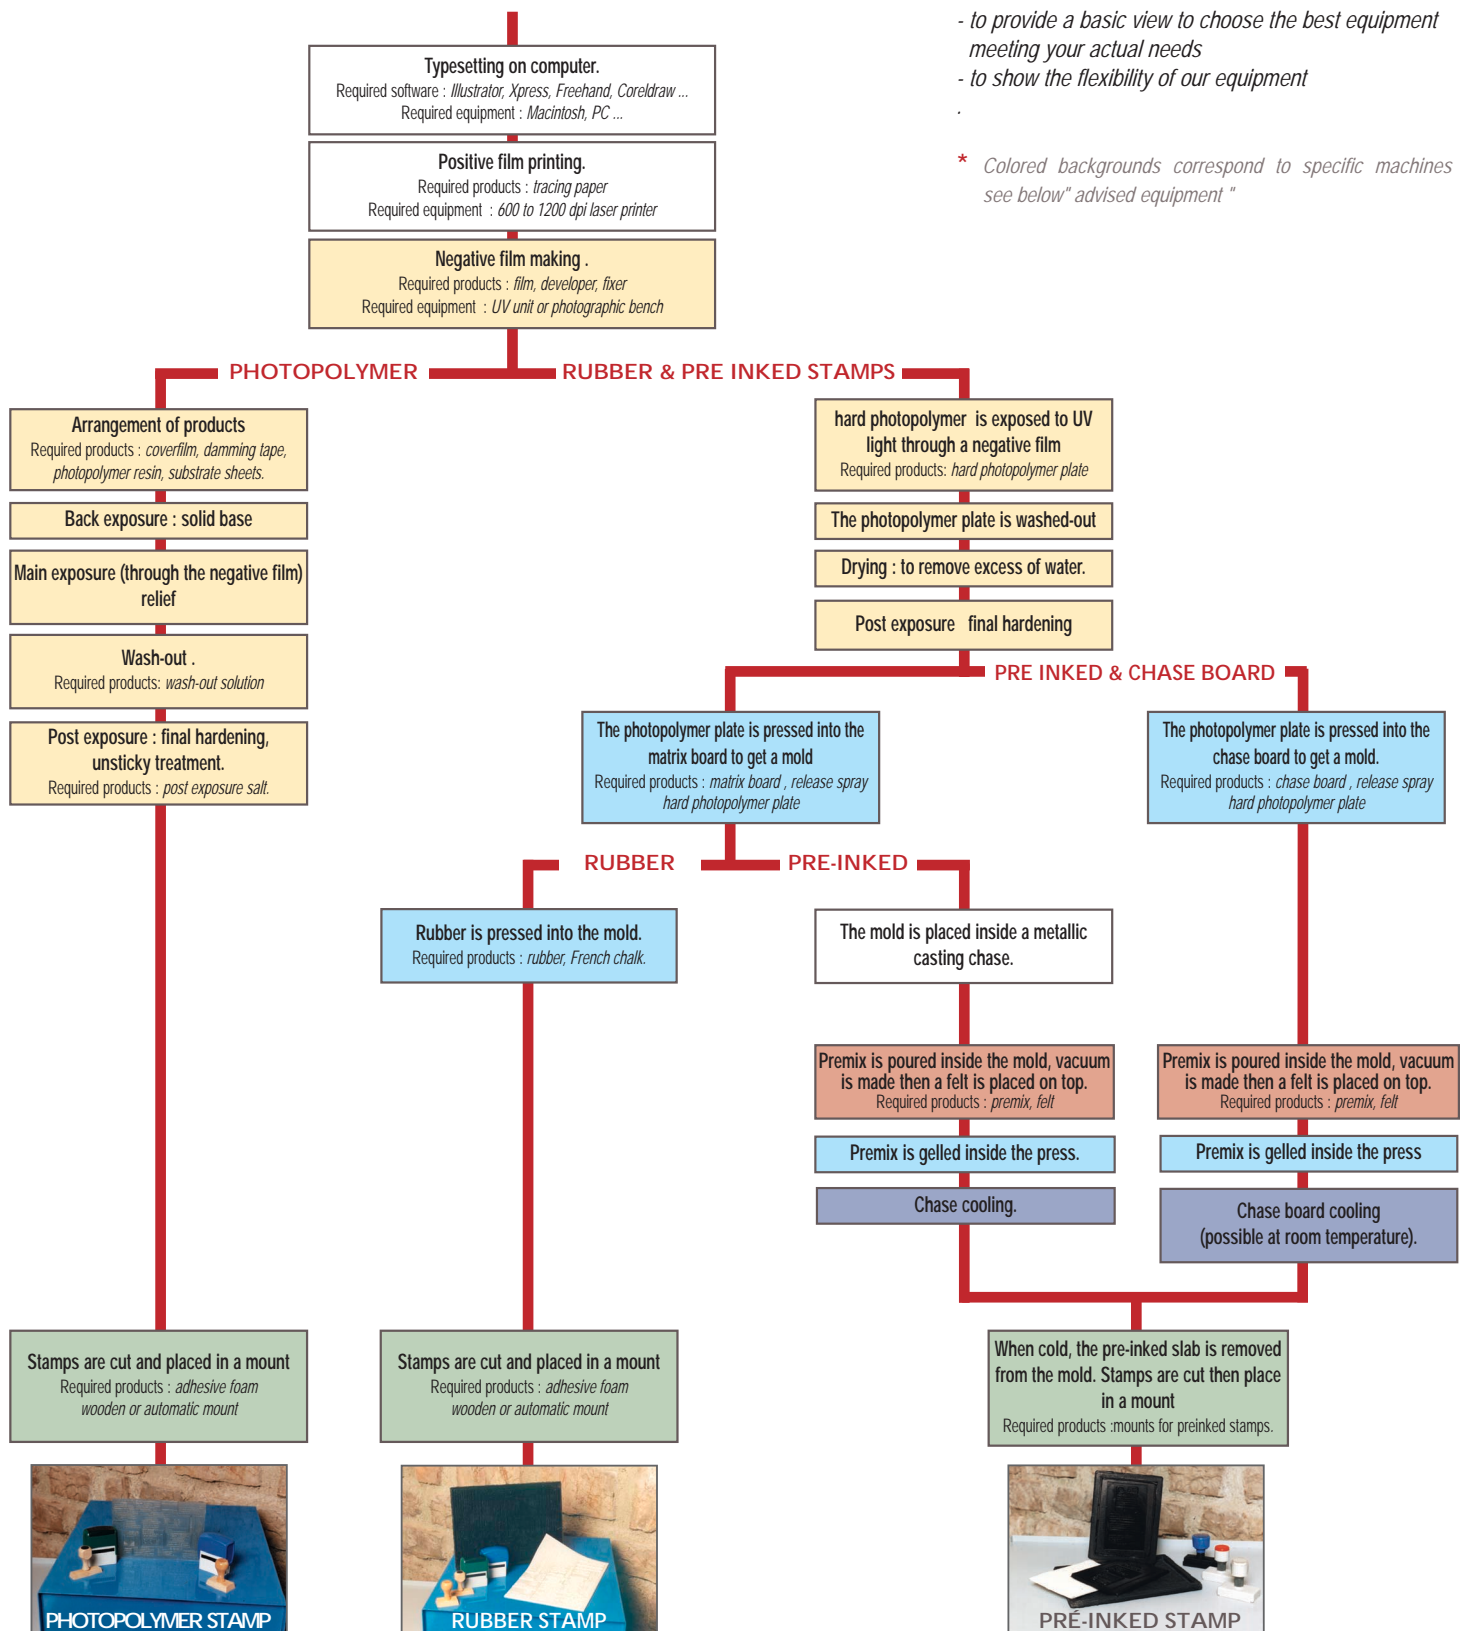 - to provide a basic view to choose the best equipment
meeting your actual needs
- to show the flexibility of our equipment
.
* Colored backgrounds correspond to specific machines
see below" advised equipment "
Typesetting on computer.
Required software : Illustrator, Xpress, Freehand, Coreldraw ...
Required equipment : Macintosh, PC ...
Positive film printing.
Required products : tracing paper
Required equipment : 600 to 1200 dpi laser printer
Negative film making .
Required products : film, developer, fixer
Required equipment : UV unit or photographic bench
PHOTOPOLYMER
RUBBER & PRE INKED STAMPS
Arrangement of products
Required products : coverfilm, damming tape,
photopolymer resin, substrate sheets.
Back exposure : solid base
Main exposure (through the negative film)
relief
Wash-out .
Required products: wash-out solution
Post exposure : final hardening,
unsticky treatment.
Required products : post exposure salt.
hard photopolymer is exposed to UV
light through a negative film
Required products: hard photopolymer plate
The photopolymer plate is washed-out
Drying : to remove excess of water.
Post exposure final hardening
PRE INKED & CHASE BOARD
The photopolymer plate is pressed into the
matrix board to get a mold
Required products : matrix board , release spray
hard photopolymer plate
The photopolymer plate is pressed into the
chase board to get a mold.
Required products : chase board , release spray
hard photopolymer plate
RUBBER
PRE-INKED
Rubber is pressed into the mold.
Required products : rubber, French chalk.
The mold is placed inside a metallic
casting chase.
Premix is poured inside the mold, vacuum
is made then a felt is placed on top.
Required products : premix, felt
Premix is gelled inside the press.
Chase cooling.
Premix is poured inside the mold, vacuum
is made then a felt is placed on top.
Required products : premix, felt
Premix is gelled inside the press
Chase board cooling
(possible at room temperature).
Stamps are cut and placed in a mount
Required products : adhesive foam
wooden or automatic mount
Stamps are cut and placed in a mount
Required products : adhesive foam
wooden or automatic mount
When cold, the pre-inked slab is removed
from the mold. Stamps are cut then place
in a mount
Required products :mounts for preinked stamps.
PHOTOPOLYMER STAMP
RUBBER STAMP
PRÉ-INKED STAMP